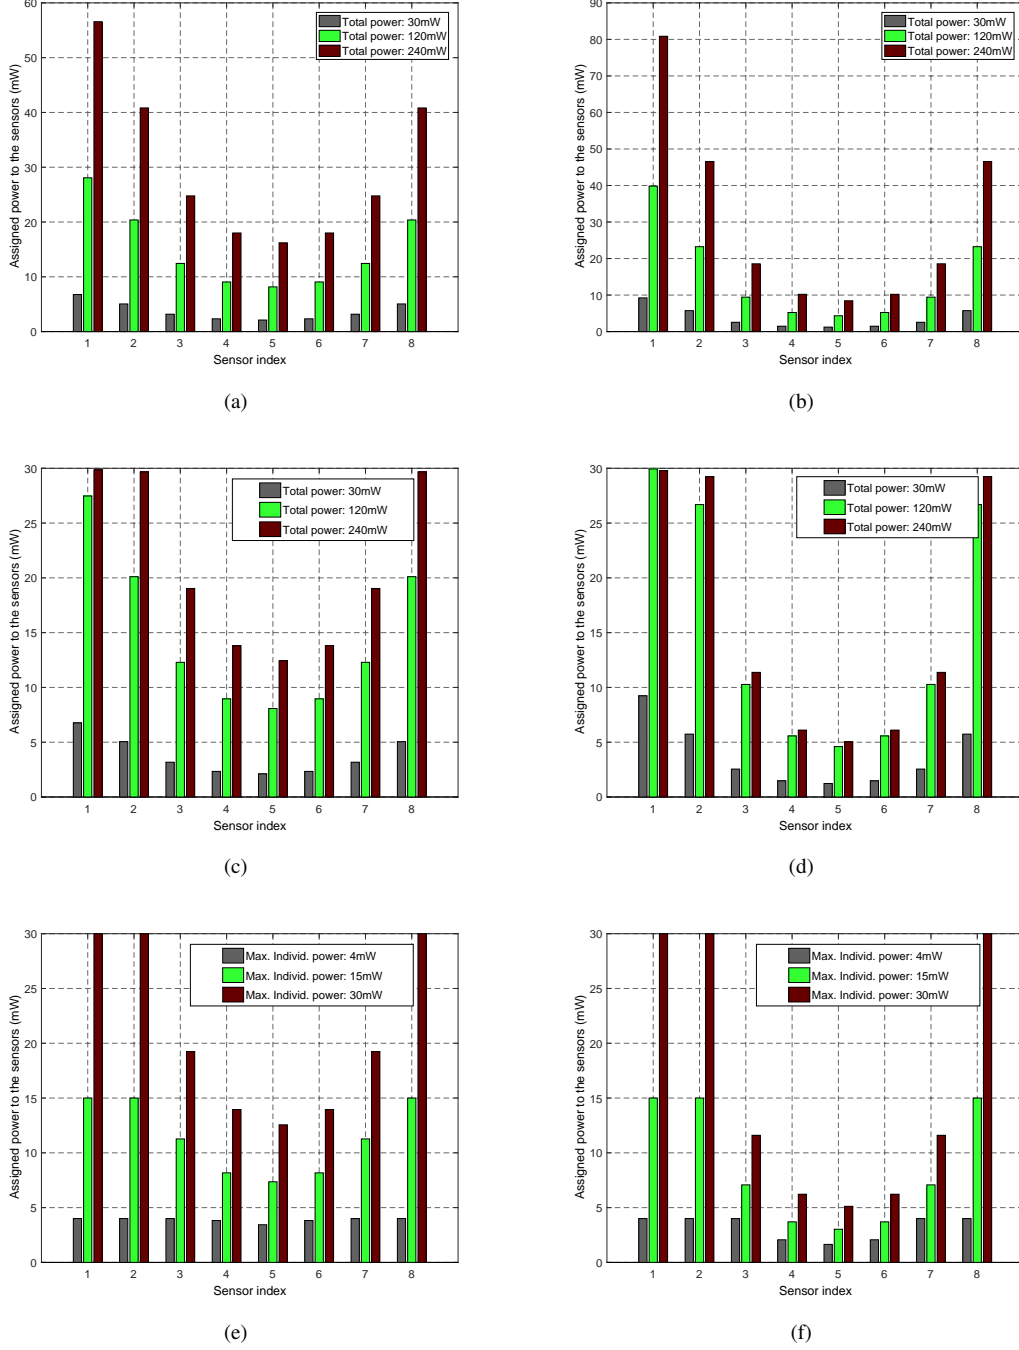 60
50
40
30
20
10
0
Assigned power to the sensors (mW)
Total power: 30mW
Total power: 120mW
Total power: 240mW
1 2 3 4 5 6 7 8
Sensor index
(a)
90
80
70
60
50
40
30
20
10
0
Assigned power to the sensors (mW)
Total power: 30mW
Total power: 120mW
Total power: 240mW
1 2 3 4 5 6 7 8
Sensor index
(b)
30
25
20
15
10
5
0
Assigned power to the sensors (mW)
Total power: 30mW
Total power: 120mW
Total power: 240mW
1 2 3 4 5 6 7 8
Sensor index
(c)
30
25
20
15
10
5
0
Assigned power to the sensors (mW)
Total power: 30mW
Total power: 120mW
Total power: 240mW
1 2 3 4 5 6 7 8
Sensor index
(d)
30
25
20
15
10
5
0
Assigned power to the sensors (mW)
Max. Individ. power: 4mW
Max. Individ. power: 15mW
Max. Individ. power: 30mW
1 2 3 4 5 6 7 8
Sensor index
(e)
30
25
20
15
10
5
0
Assigned power to the sensors (mW)
Max. Individ. power: 4mW
Max. Individ. power: 15mW
Max. Individ. power: 30mW
1 2 3 4 5 6 7 8
Sensor index
(f)